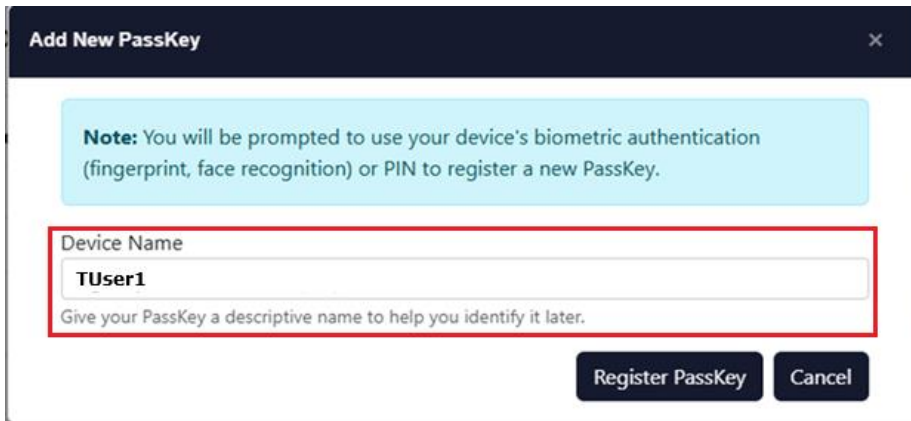 Add New PassKey ×
Note: You will be prompted to use your device's biometric authentication
(fingerprint, face recognition) or PIN to register a new PassKey.
Device Name
TUser1
Give your PassKey a descriptive name to help you identify it later.
Register PassKey Cancel